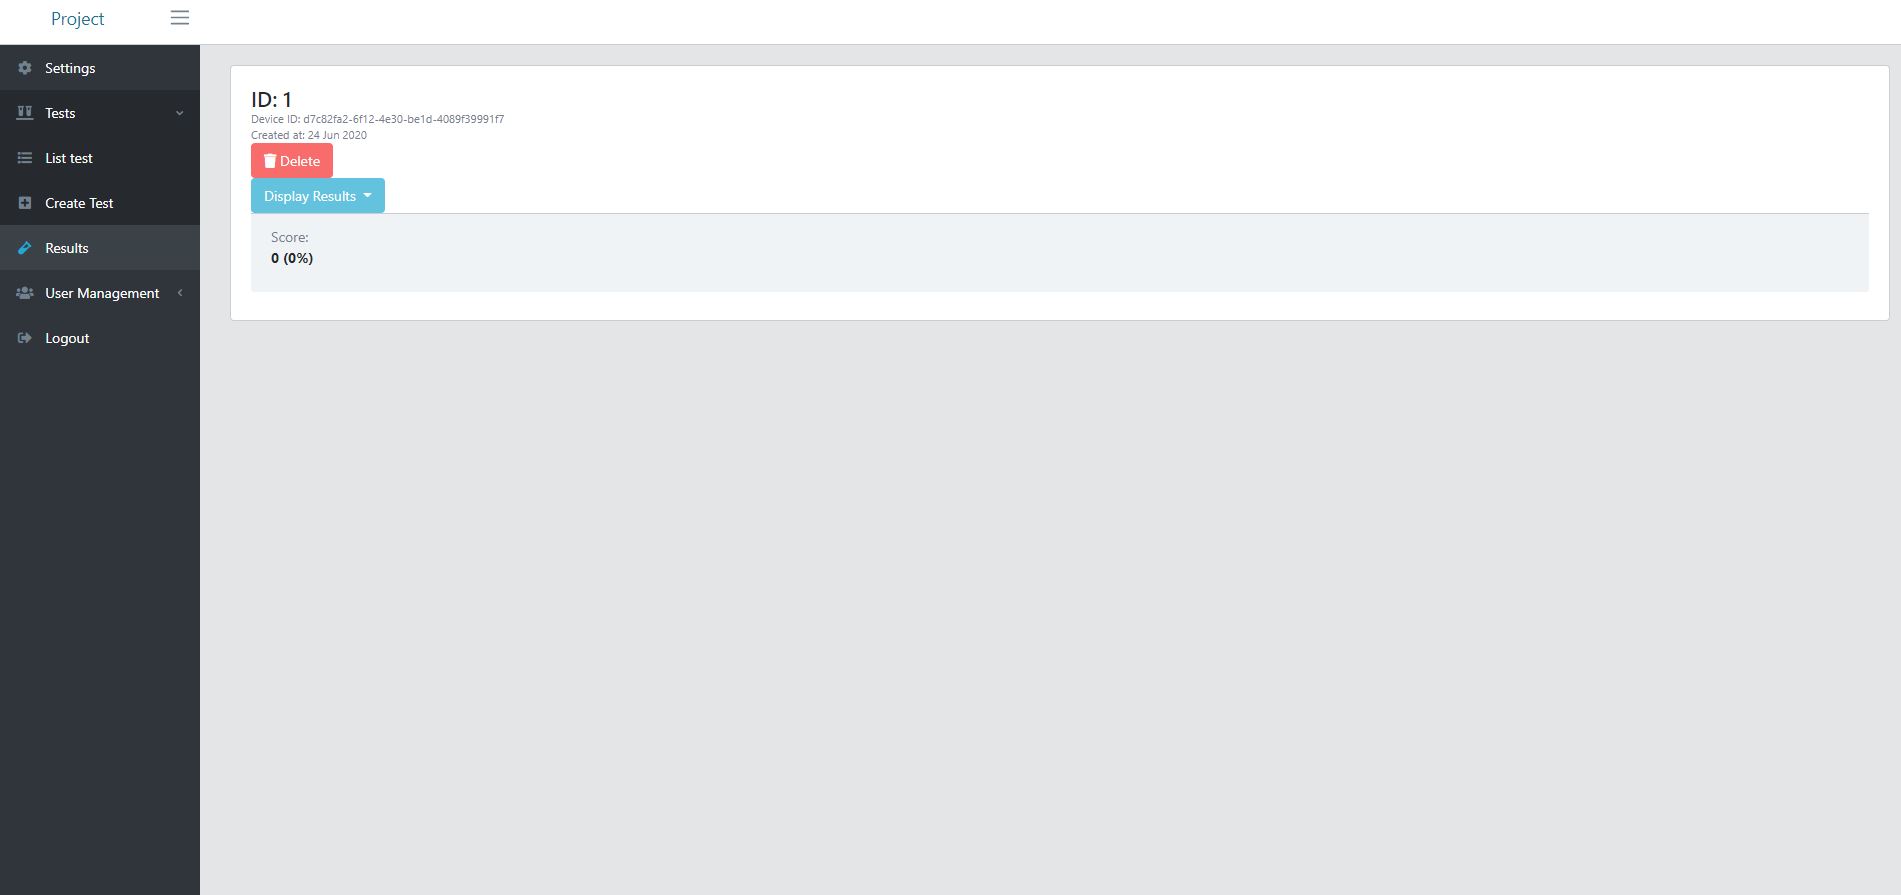 Project
Settings
Tests
List test
Create Test
Results
User Management
Logout
ID: 1
Device ID: d7c82fa2-6f12-4e30-be1d-4089f39991f7
Created at: 24 Jun 2020
Delete
Display Results
Score:
0 (0%)